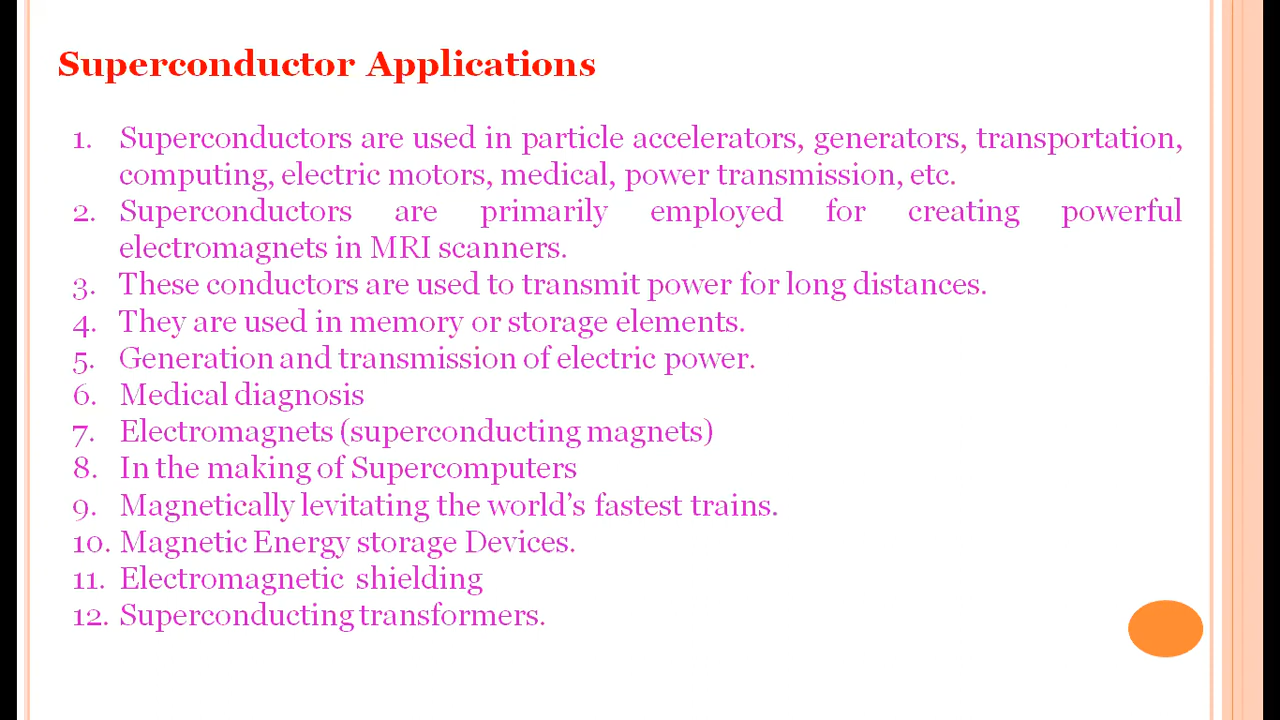 Superconductor Applications
1. Superconductors are used in particle accelerators, generators, transportation,
computing, electric motors, medical, power transmission, etc.
2. Superconductors are primarily employed for creating powerful
electromagnets in MRI scanners.
3. These conductors are used to transmit power for long distances.
4. They are used in memory or storage elements.
5. Generation and transmission of electric power.
6. Medical diagnosis
7. Electromagnets (superconducting magnets)
8. In the making of Supercomputers
9. Magnetically levitating the world’s fastest trains.
10. Magnetic Energy storage Devices.
11. Electromagnetic shielding
12. Superconducting transformers.